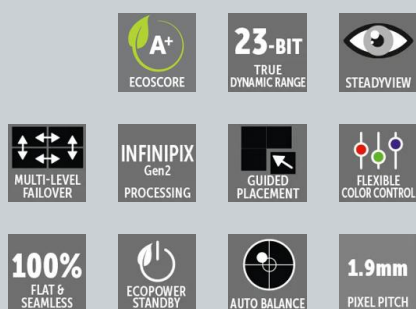 A+
ECOSCORE
23-BIT
TRUE
DYNAMIC RANGE
STEADYVIEW
MULTI-LEVEL
FAILOVER
INFINIPIX
Gen2
PROCESSING
GUIDED
PLACEMENT
FLEXIBLE
COLOR CONTROL
100%
FLAT &
SEAMLESS
ECOPOWER
STANDBY
AUTO BALANCE
1.9mm
PIXEL PITCH